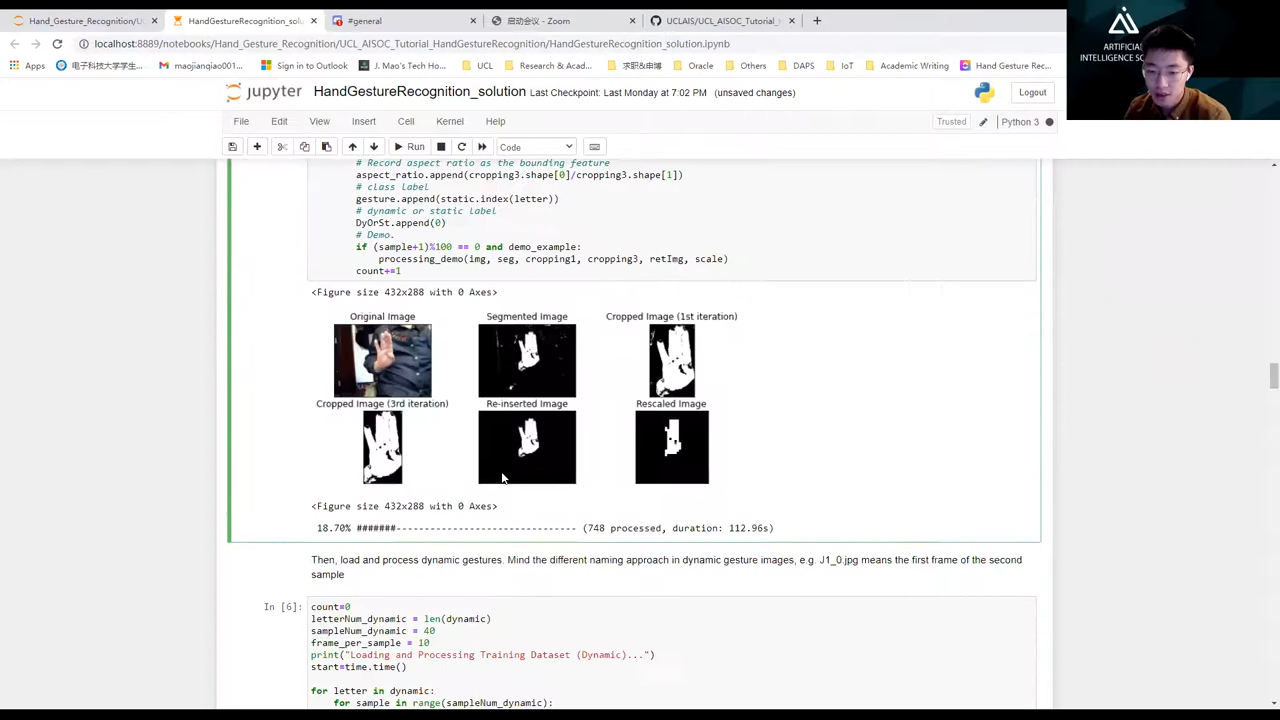 Hand_Gesture_Recognition/U
HandGestureRecognition_solu
#general
启动会议 - Zoom
UCLAIS/UCL_AISOC_Tutorial_H
localhost:8889/notebooks/Hand_Gesture_Recognition/UCL_AISOC_Tutorial_HandGestureRecognition/HandGestureRecognition_solution.ipynb
Apps
电子科技大学学生...
maojianqiao001...
Sign in to Outlook
J. Mao's Feed Ho...
UCL
Research & Acade...
求职&申博
Oracle
Others
DAPS
IoT
Academic Writing
Hand Gesture Rec...
ARTIFIC
INTELLIGENCE SO
jupyter HandGestureRecognition_solution Last Checkpoint: Last Monday at 7:02 PM (unsaved changes)
Logout
File Edit View Insert Cell Kernel Help
Trusted
Python 3
Run
Code
# Record aspect ratio as the bounding feature
aspect_ratio.append(cropping3.shape[0]/cropping3.shape[1])
# class label
gesture.append(static.index(letter))
# dynamic or static label
DyOrSt.append(0)
# Demo.
if (sample+1)%100 == 0 and demo_example:
processing_demo(img, seg, cropping1, cropping3, retImg, scale)
count+=1
<Figure size 432x288 with 0 Axes>
Original Image
Segmented Image
Cropped Image (1st iteration)
Cropped Image (3rd iteration)
Re-inserted Image
Rescaled Image
<Figure size 432x288 with 0 Axes>
18.70% #######------------------------------ (748 processed, duration: 112.96s)
Then, load and process dynamic gestures. Mind the different naming approach in dynamic gesture images, e.g. J1_0.jpg means the first frame of the second
sample
In [6]:
count=0
letterNum_dynamic = len(dynamic)
sampleNum_dynamic = 40
frame_per_sample = 10
print("Loading and Processing Training Dataset (Dynamic)...")
start=time.time()
for letter in dynamic:
for sample in range(sampleNum_dynamic):